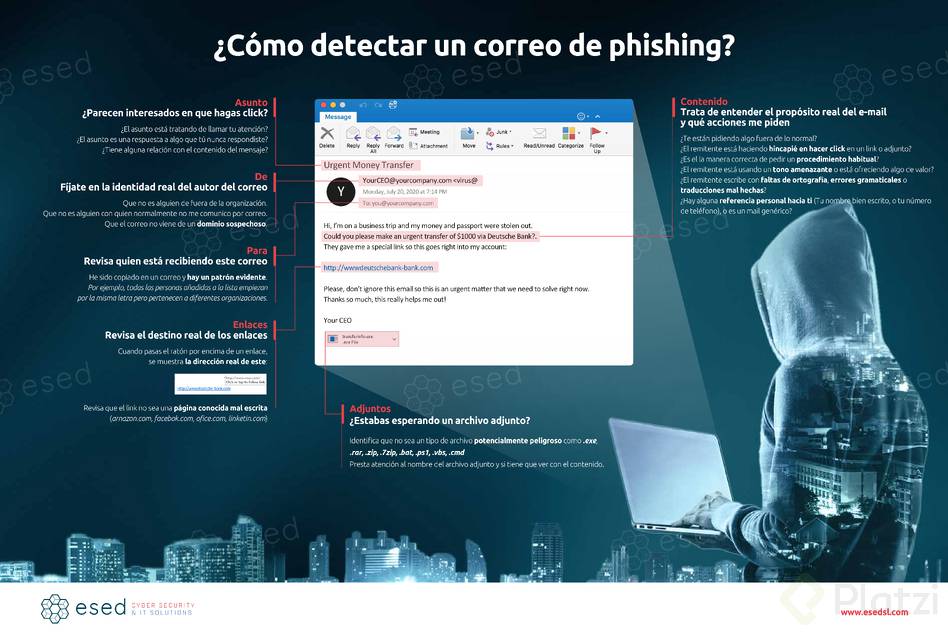 ¿Cómo detectar un correo de phishing?
esed
esed
esed
Asunto
¿Parecen interesados en que hagas click?
¿El asunto está tratando de llamar tu atención?
¿El asunto es una respuesta a algo que tú nunca respondiste?
¿Tiene alguna relación con el contenido del mensaje?
De
Fíjate en la identidad real del autor del correo
Que no es alguien de fuera de la organización.
Que no es alguien con quien normalmente no me comunico por correo.
Que el correo no viene de un dominio sospechoso.
Para
Revisa quien está recibiendo este correo
He sido copiado en un correo y hay un patrón evidente.
Por ejemplo, todas las personas añadidas a la lista empiezan
por la misma letra pero pertenecen a diferentes organizaciones.
Enlaces
Revisa el destino real de los enlaces
Cuando pasas el ratón por encima de un enlace,
se muestra la dirección real de este:
Click or tap to follow link
Revisa que el link no sea una página conocida mal escrita
(arnazon.com, facebok.com, ofice.com, linketin.com)
Message
Delete
Reply
Reply All
Forward
Meeting
Attachment
Move
Junk
Rules
Read/Unread
Categorize
Follow Up
Urgent Money Transfer
Y
YourCEO@yourcompany.com <virus@
Monday, July 20, 2020 at 7:14 PM
To: you@yourcompany.com
Hi, I'm on a business trip and my money and passport were stolen out.
Could you please make an urgent transfer of $1000 via Deutsche Bank?.
They gave me a special link so this goes right into my account:
http://wwwdeutschebank-bank.com
Please, don't ignore this email so this is an urgent matter that we need to solve right now.
Thanks so much, this really helps me out!
Your CEO
.exe File
Adjuntos
¿Estabas esperando un archivo adjunto?
Identifica que no sea un tipo de archivo potencialmente peligroso como .exe,
.rar, .zip, .7zip, .bat, .ps1, .vbs, .cmd
Presta atención al nombre del archivo adjunto y si tiene que ver con el contenido.
Contenido
Trata de entender el propósito real del e-mail
y qué acciones me piden
¿Te están pidiendo algo fuera de lo normal?
¿El remitente está haciendo hincapié en hacer click en un link o adjunto?
¿Es el la manera correcta de pedir un procedimiento habitual?
¿El remitente está usando un tono amenazante o está ofreciendo algo de valor?
¿El remitente escribe con faltas de ortografía, errores gramaticales o
traducciones mal hechas?
¿Hay alguna referencia personal hacia ti (Tu nombre bien escrito, o tu número
de teléfono), o es un mail genérico?
esed CYBER SECURITY
& IT SOLUTIONS
Platzi
www.esedsl.com